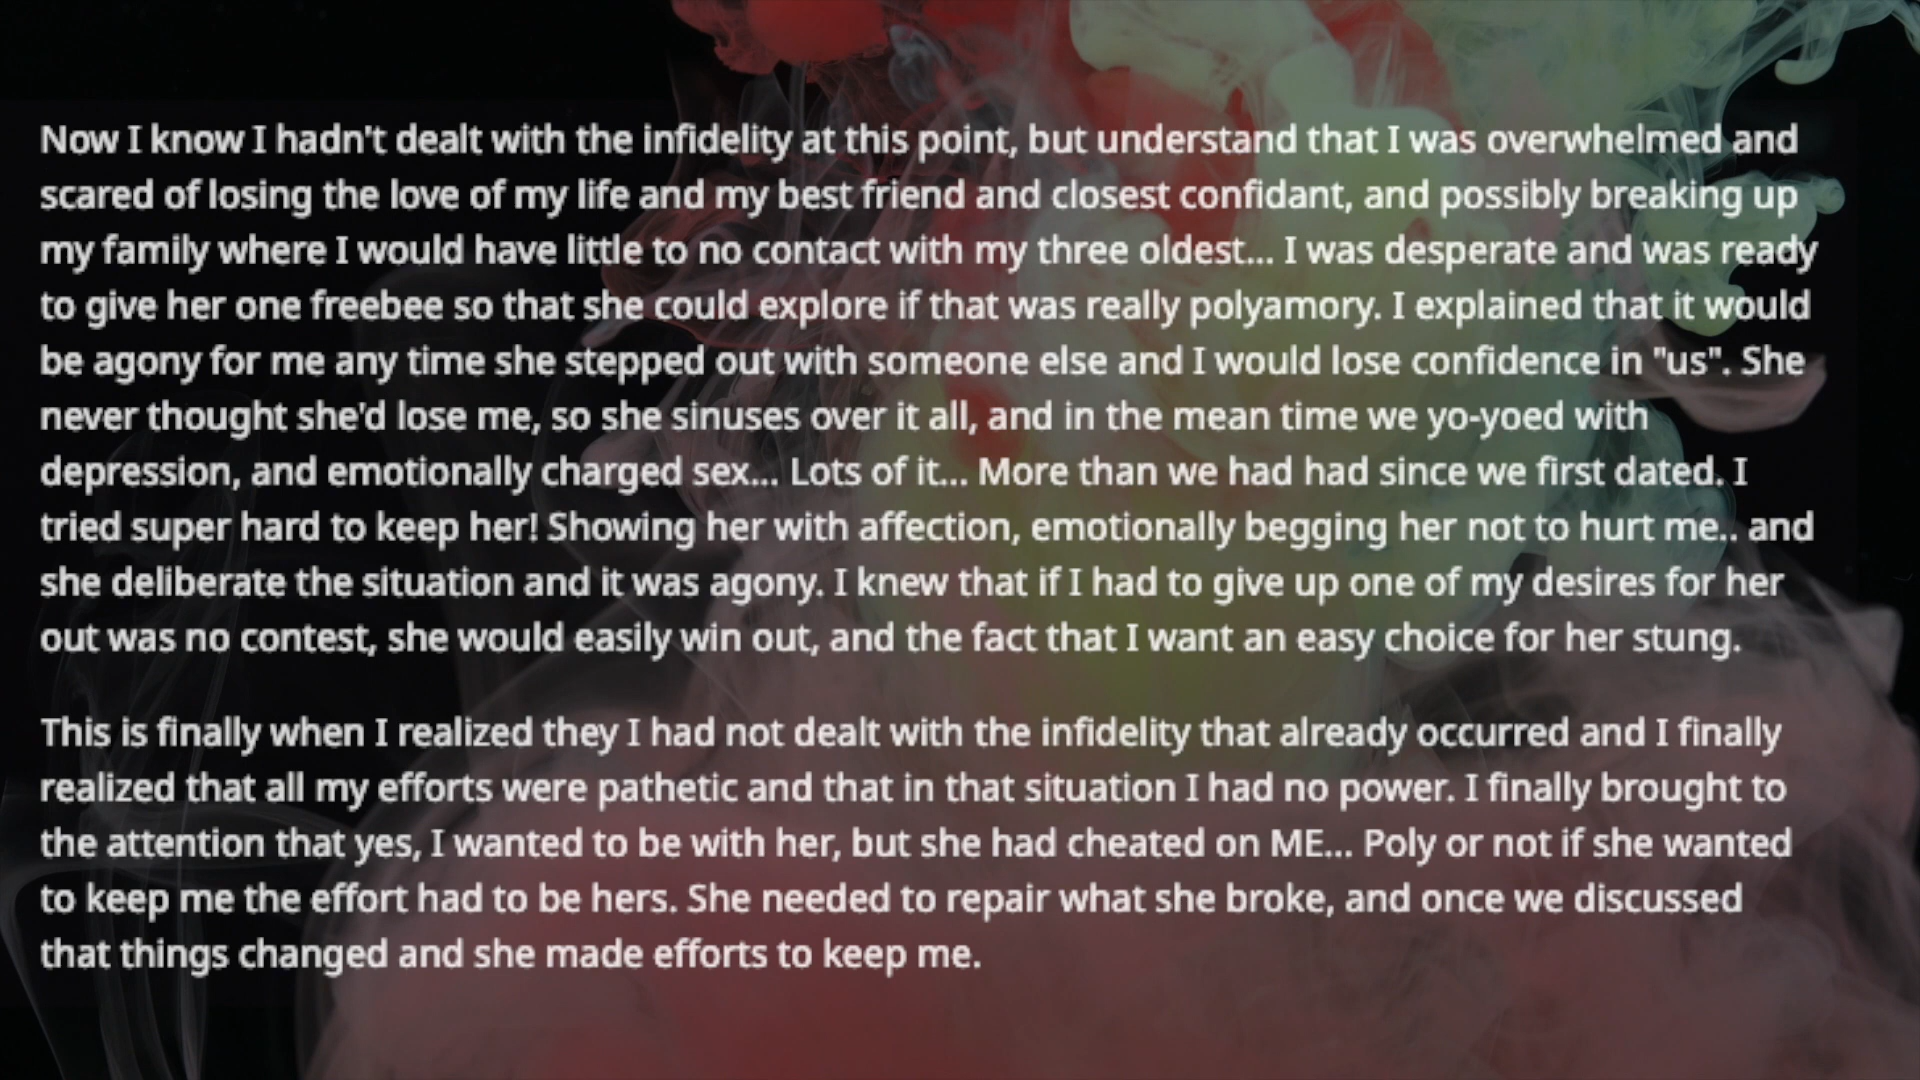 Now I know I hadn't dealt with the infidelity at this point, but understand that I was overwhelmed and
scared of losing the love of my life and my best friend and closest confidant, and possibly breaking up
my family where I would have little to no contact with my three oldest... I was desperate and was ready
to give her one freebee so that she could explore if that was really polyamory. I explained that it would
be agony for me any time she stepped out with someone else and I would lose confidence in "us". She
never thought she'd lose me, so she sinuses over it all, and in the mean time we yo-yoed with
depression, and emotionally charged sex... Lots of it... More than we had had since we first dated. I
tried super hard to keep her! Showing her with affection, emotionally begging her not to hurt me.. and
she deliberate the situation and it was agony. I knew that if I had to give up one of my desires for her
out was no contest, she would easily win out, and the fact that I want an easy choice for her stung.
This is finally when I realized they I had not dealt with the infidelity that already occurred and I finally
realized that all my efforts were pathetic and that in that situation I had no power. I finally brought to
the attention that yes, I wanted to be with her, but she had cheated on ME... Poly or not if she wanted
to keep me the effort had to be hers. She needed to repair what she broke, and once we discussed
that things changed and she made efforts to keep me.